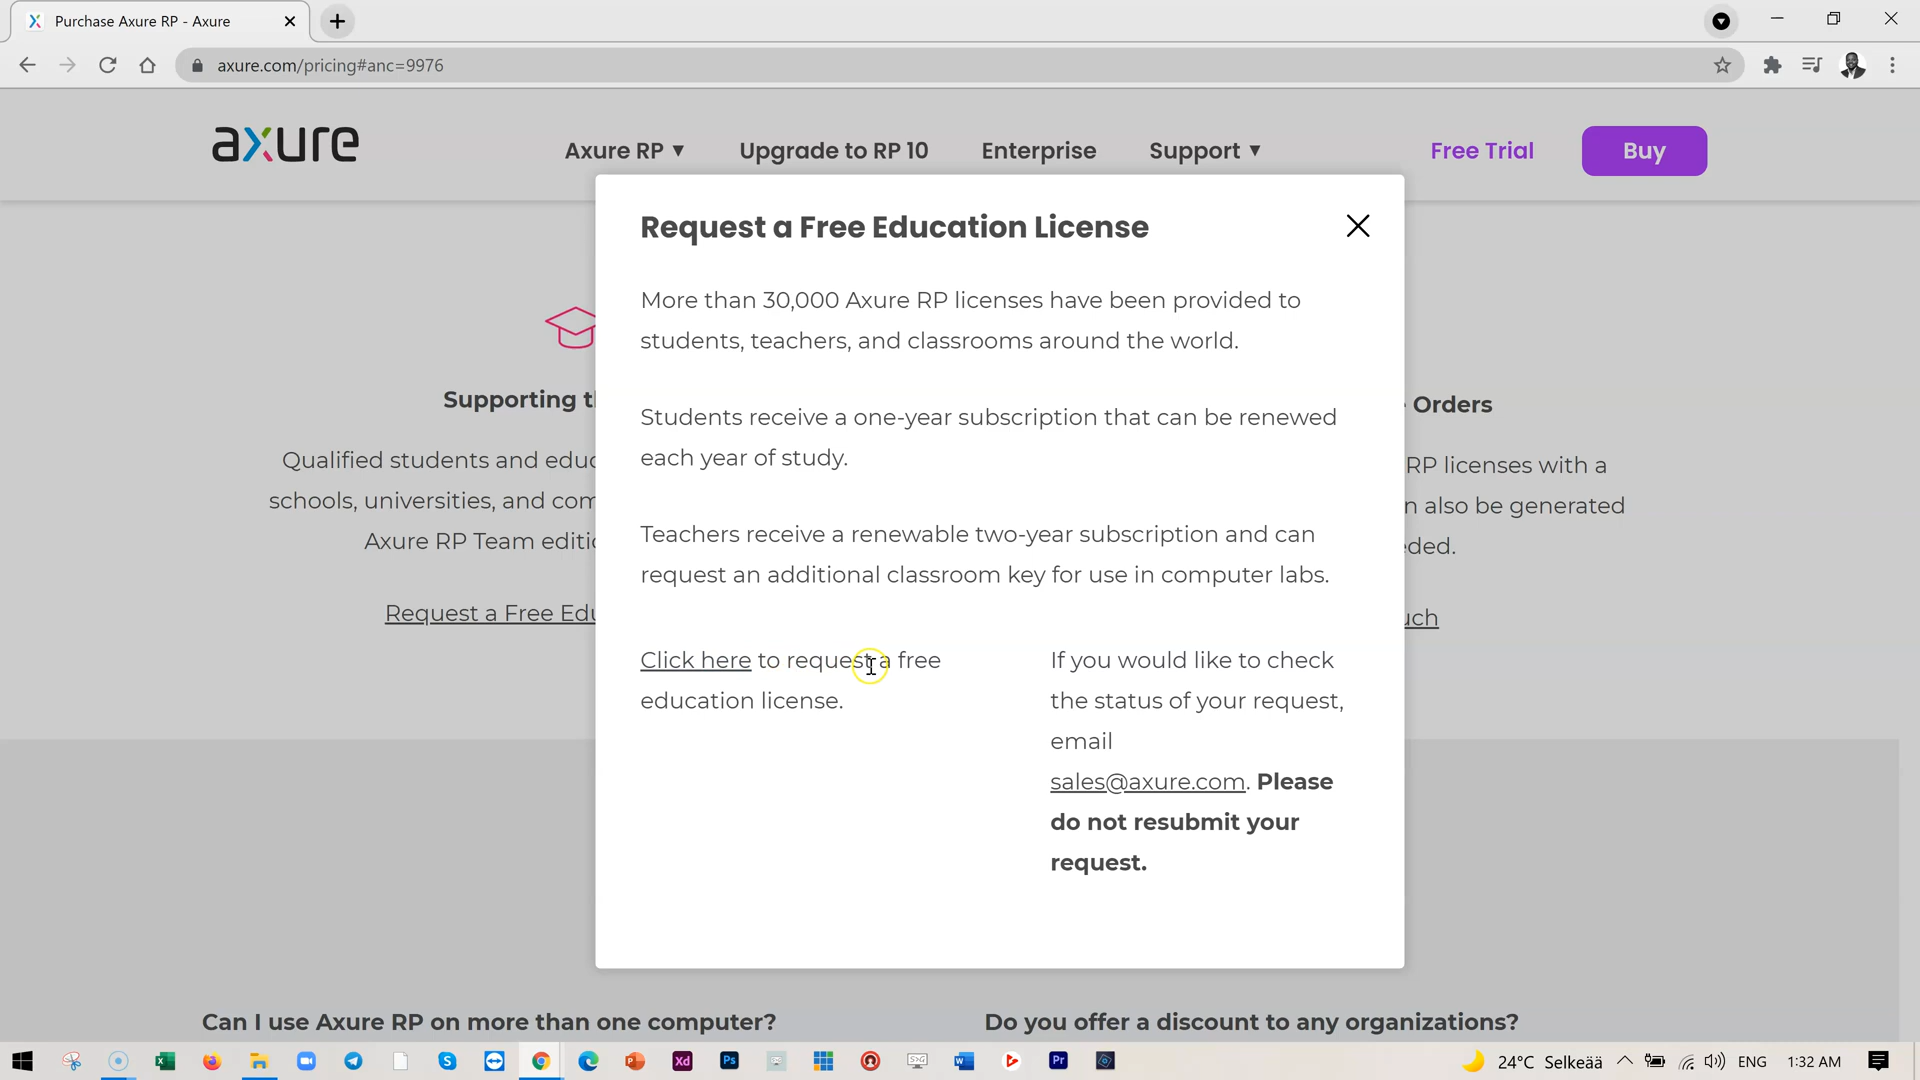 Purchase Axure RP - Axure
axure.com/pricing#anc=9976
axure
Axure RP ▼
Upgrade to RP 10
Enterprise
Support ▼
Free Trial
Buy
Request a Free Education License
More than 30,000 Axure RP licenses have been provided to
students, teachers, and classrooms around the world.
Students receive a one-year subscription that can be renewed
each year of study.
Teachers receive a renewable two-year subscription and can
request an additional classroom key for use in computer labs.
Click here to request a free
education license.
If you would like to check
the status of your request,
email
sales@axure.com. Please
do not resubmit your
request.
Supporting t
Qualified students and educ
schools, universities, and com
Axure RP Team editi
Request a Free Edu
Orders
RP licenses with a
n also be generated
ded.
uch
Can I use Axure RP on more than one computer?
Do you offer a discount to any organizations?
Xd
Ps
Pr
24°C Selkeää
ENG
1:32 AM